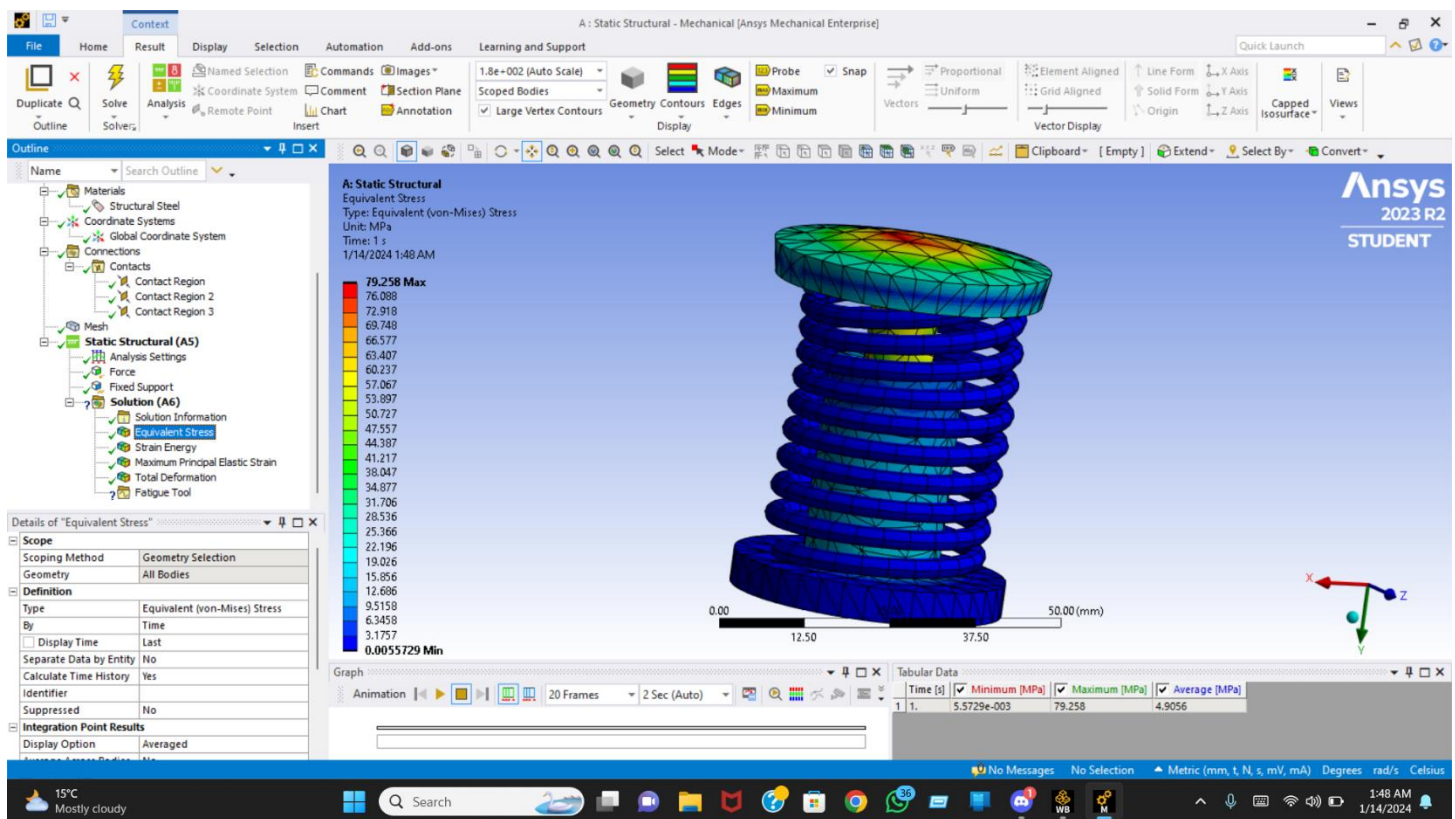 Context
A : Static Structural - Mechanical [Ansys Mechanical Enterprise]
File Home Result Display Selection Automation Add-ons Learning and Support Quick Launch
Duplicate
Outline
Solve
Solver
Analysis
Named Selection
Coordinate System
Remote Point
Commands
Comment
Chart
Images
Section Plane
Annotation
Insert
1.8e+002 (Auto Scale)
Scoped Bodies
Large Vertex Contours
Geometry Contours Edges
Probe
Maximum
Minimum
Snap
Display
Vectors
Proportional
Uniform
Element Aligned
Grid Aligned
Line Form
Solid Form
Origin
X Axis
Y Axis
Z Axis
Vector Display
Capped
Isosurface
Views
Outline
Name Search Outline
Select Mode Clipboard [ Empty ] Extend Select By Convert
Materials
Structural Steel
Coordinate Systems
Global Coordinate System
Connections
Contacts
Contact Region
Contact Region 2
Contact Region 3
Mesh
Static Structural (A5)
Analysis Settings
Force
Fixed Support
Solution (A6)
Solution Information
Equivalent Stress
Strain Energy
Maximum Principal Elastic Strain
Total Deformation
Fatigue Tool
Details of "Equivalent Stress"
Scope
Scoping Method Geometry Selection
Geometry All Bodies
Definition
Type Equivalent (von-Mises) Stress
By Time
Display Time Last
Separate Data by Entity No
Calculate Time History Yes
Identifier
Suppressed No
Integration Point Results
Display Option Averaged
A: Static Structural
Equivalent Stress
Type: Equivalent (von-Mises) Stress
Unit: MPa
Time: 1 s
1/14/2024 1:48 AM
79.258 Max
76.088
72.918
69.748
66.577
63.407
60.237
57.067
53.897
50.727
47.557
44.387
41.217
38.047
34.877
31.706
28.536
25.366
22.196
19.026
15.856
12.686
9.5158
6.3458
3.1757
0.0055729 Min
Ansys
2023 R2
STUDENT
0.00 50.00 (mm)
12.50 37.50
X
Z
Y
Graph
Animation 20 Frames 2 Sec (Auto)
Tabular Data
Time [s] Minimum [MPa] Maximum [MPa] Average [MPa]
1 1. 5.5729e-003 79.258 4.9056
No Messages No Selection Metric (mm, t, N, s, mV, mA) Degrees rad/s Celsius
15°C
Mostly cloudy
Search
36
WB
M
1:48 AM
1/14/2024